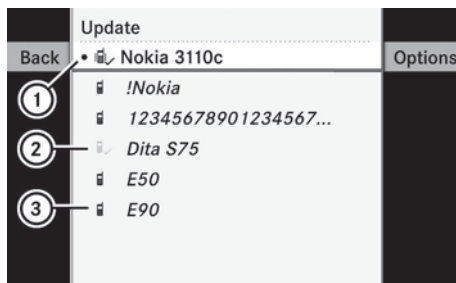 Update
Back
• Nokia 3110c
Options
1
!Nokia
12345678901234567...
2
Dita S75
E50
3
E90